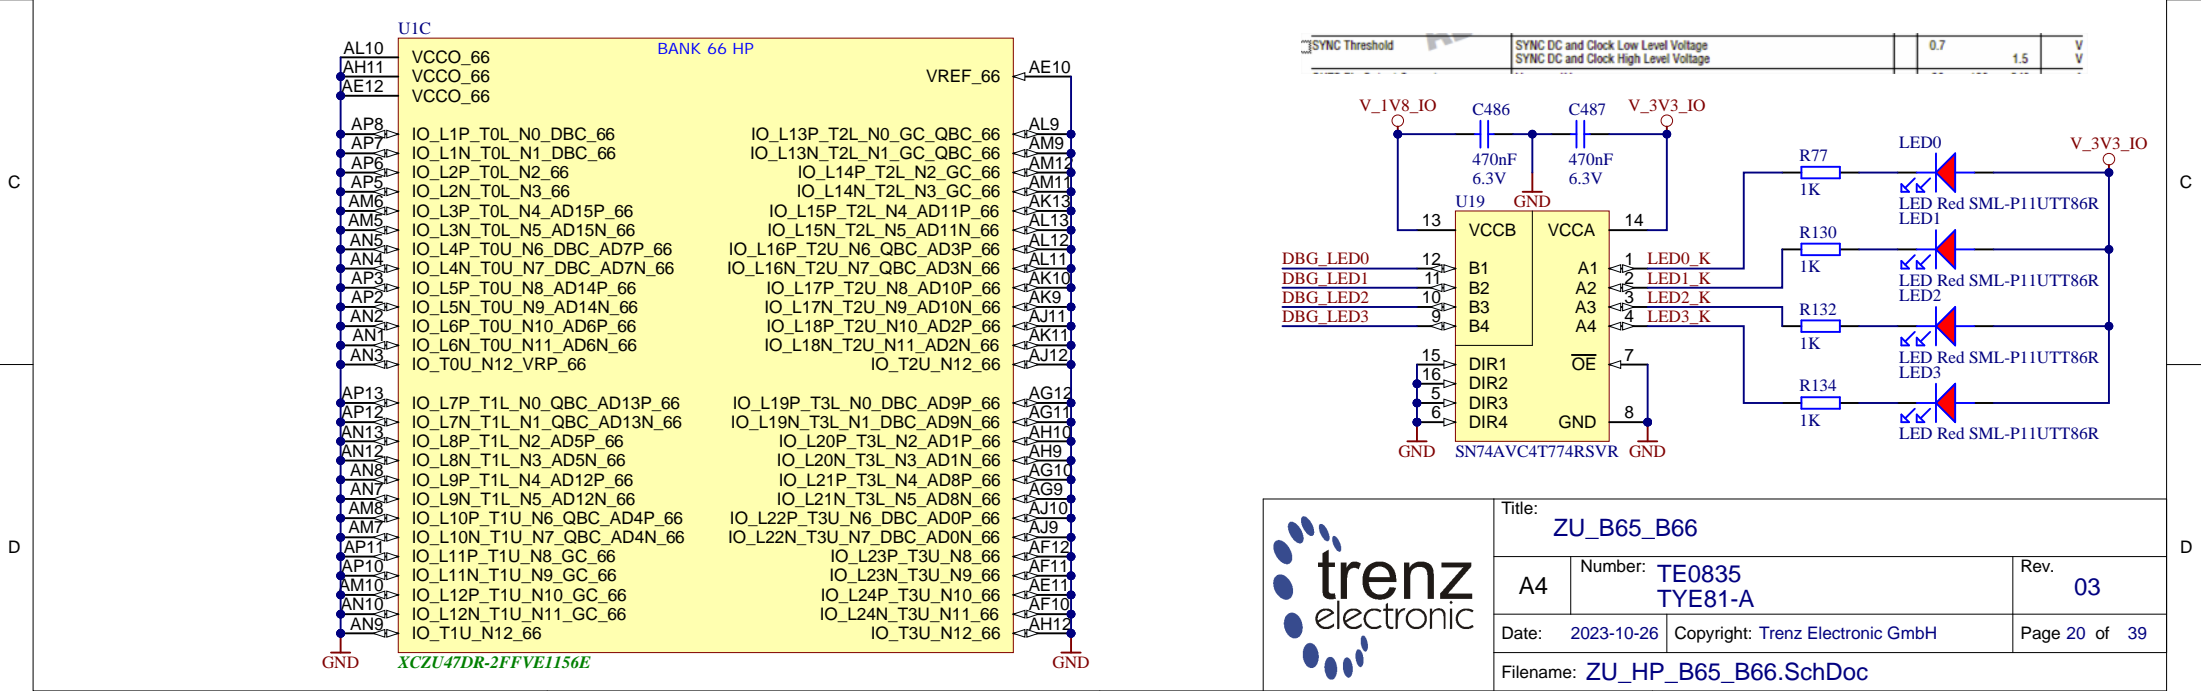 U1C
BANK 66 HP
AL10 VCCO_66
AH11 VCCO_66 VREF_66 AE10
AE12 VCCO_66
AP8 IO_L1P_T0L_N0_DBC_66 IO_L13P_T2L_N0_GC_QBC_66 AL9
AP7 IO_L1N_T0L_N1_DBC_66 IO_L13N_T2L_N1_GC_QBC_66 AM9
AP6 IO_L2P_T0L_N2_66 IO_L14P_T2L_N2_GC_66 AM12
AP5 IO_L2N_T0L_N3_66 IO_L14N_T2L_N3_GC_66 AM11
AM6 IO_L3P_T0L_N4_AD15P_66 IO_L15P_T2L_N4_AD11P_66 AK13
AM5 IO_L3N_T0L_N5_AD15N_66 IO_L15N_T2L_N5_AD11N_66 AL13
AN5 IO_L4P_T0U_N6_DBC_AD7P_66 IO_L16P_T2U_N6_QBC_AD3P_66 AL12
AN4 IO_L4N_T0U_N7_DBC_AD7N_66 IO_L16N_T2U_N7_QBC_AD3N_66 AL11
AP3 IO_L5P_T0U_N8_AD14P_66 IO_L17P_T2U_N8_AD10P_66 AK10
AP2 IO_L5N_T0U_N9_AD14N_66 IO_L17N_T2U_N9_AD10N_66 AK9
AN2 IO_L6P_T0U_N10_AD6P_66 IO_L18P_T2U_N10_AD2P_66 AJ11
AN1 IO_L6N_T0U_N11_AD6N_66 IO_L18N_T2U_N11_AD2N_66 AK11
AN3 IO_T0U_N12_VRP_66 IO_T2U_N12_66 AJ12
AP13 IO_L7P_T1L_N0_QBC_AD13P_66 IO_L19P_T3L_N0_DBC_AD9P_66 AG12
AP12 IO_L7N_T1L_N1_QBC_AD13N_66 IO_L19N_T3L_N1_DBC_AD9N_66 AG11
AN13 IO_L8P_T1L_N2_AD5P_66 IO_L20P_T3L_N2_AD1P_66 AH10
AN12 IO_L8N_T1L_N3_AD5N_66 IO_L20N_T3L_N3_AD1N_66 AH9
AN8 IO_L9P_T1L_N4_AD12P_66 IO_L21P_T3L_N4_AD8P_66 AG10
AN7 IO_L9N_T1L_N5_AD12N_66 IO_L21N_T3L_N5_AD8N_66 AG9
AM8 IO_L10P_T1U_N6_QBC_AD4P_66 IO_L22P_T3U_N6_DBC_AD0P_66 AJ10
AM7 IO_L10N_T1U_N7_QBC_AD4N_66 IO_L22N_T3U_N7_DBC_AD0N_66 AJ9
AP11 IO_L11P_T1U_N8_GC_66 IO_L23P_T3U_N8_66 AF12
AP10 IO_L11N_T1U_N9_GC_66 IO_L23N_T3U_N9_66 AF11
AM10 IO_L12P_T1U_N10_GC_66 IO_L24P_T3U_N10_66 AE11
AN10 IO_L12N_T1U_N11_GC_66 IO_L24N_T3U_N11_66 AF10
AN9 IO_T1U_N12_66 IO_T3U_N12_66 AH12
GND XCZU47DR-2FFVE1156E GND
C
D
SYNC Threshold SYNC DC and Clock Low Level Voltage 0.7 V
SYNC DC and Clock High Level Voltage 1.5 V
V_1V8_IO C486 C487 V_3V3_IO
470nF 470nF
6.3V 6.3V
GND
U19
13 VCCB VCCA 14
DBG_LED0 12 B1 A1 1 LED0_K
DBG_LED1 11 B2 A2 2 LED1_K
DBG_LED2 10 B3 A3 3 LED2_K
DBG_LED3 9 B4 A4 4 LED3_K
15 DIR1 OE 7
16 DIR2
5 DIR3
6 DIR4 GND 8
GND SN74AVC4T774RSVR GND
V_3V3_IO
LED0
R77
1K
LED Red SML-P11UTT86R
LED1
R130
1K
LED Red SML-P11UTT86R
LED2
R132
1K
LED Red SML-P11UTT86R
LED3
R134
1K
LED Red SML-P11UTT86R
C
D
trenz
electronic
Title:
ZU_B65_B66
A4 Number: TE0835
TYE81-A
Rev.
03
Date: 2023-10-26 Copyright: Trenz Electronic GmbH Page 20 of 39
Filename: ZU_HP_B65_B66.SchDoc